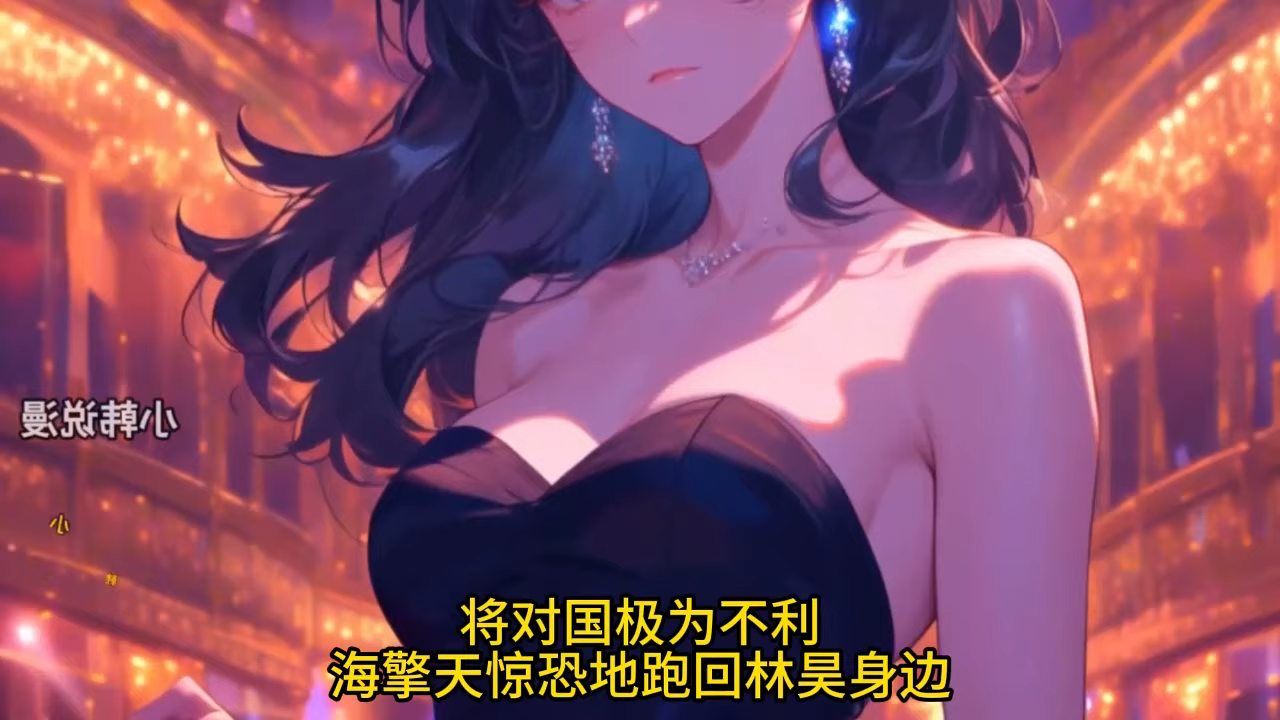 小韩说漫
小
韩
将对国极为不利
海擎天惊恐地跑回林昊身边